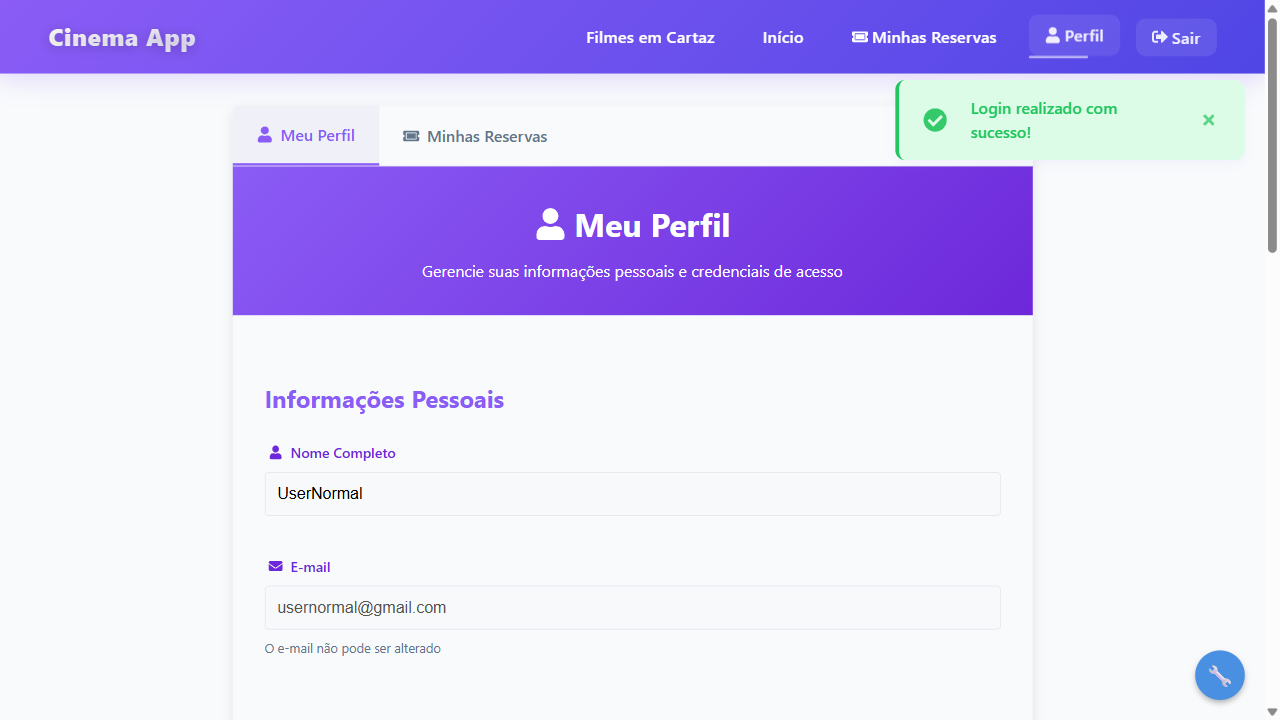 Cinema App
Filmes em Cartaz
Início
Minhas Reservas
Perfil
Sair
Login realizado com
sucesso!
Meu Perfil
Minhas Reservas
Meu Perfil
Gerencie suas informações pessoais e credenciais de acesso
Informações Pessoais
Nome Completo
UserNormal
E-mail
usernormal@gmail.com
O e-mail não pode ser alterado